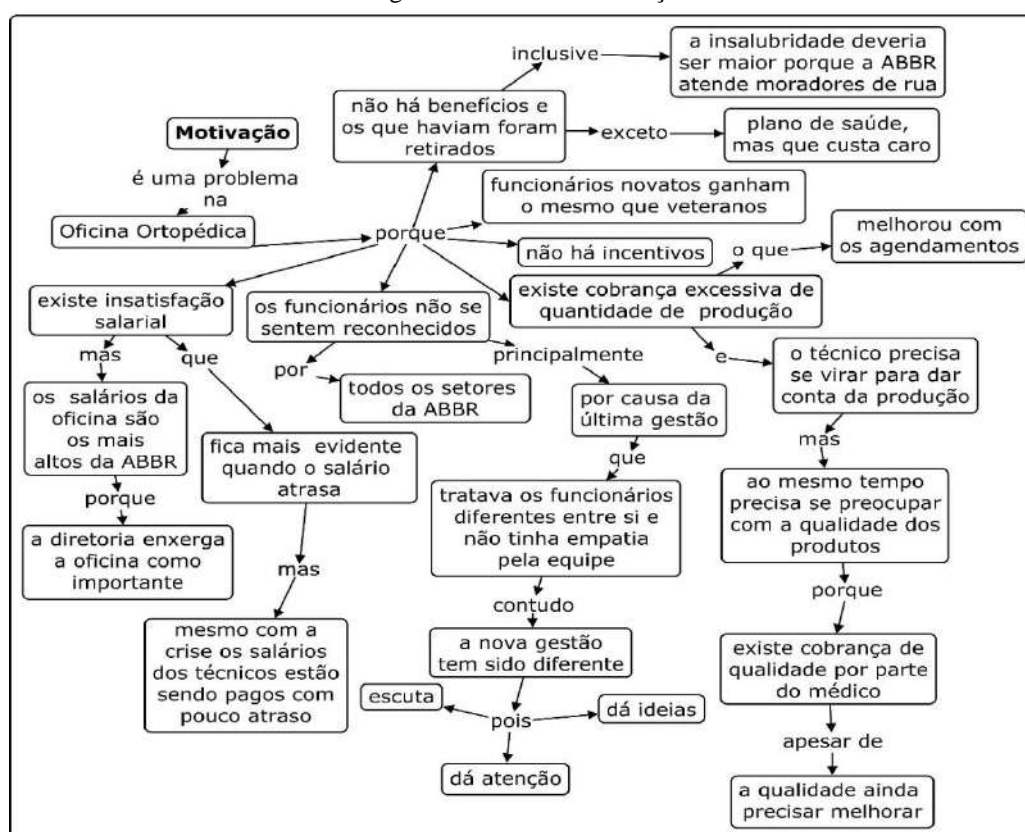 inclusive
a insalubridade deveria
ser maior porque a ABBR
atende moradores de rua
não há benefícios e
os que haviam foram
retirados
exceto
plano de saúde,
mas que custa caro
Motivação
é uma problema
na
Oficina Ortopédica
porque
funcionários novatos ganham
o mesmo que veteranos
não há incentivos
melhorou com
os agendamentos
o que
existe cobrança excessiva de
quantidade de produção
existe insatisfação
salarial
os funcionários não se
sentem reconhecidos
mas
que
por
todos os setores
da ABBR
principalmente
e
o técnico precisa
se virar para dar
conta da produção
os salários da
oficina são
os mais
altos da ABBR
fica mais evidente
quando o salário
atrasa
por causa da
última gestão
que
mas
porque
a diretoria enxerga
a oficina como
importante
tratava os funcionários
diferentes entre si e
não tinha empatia
pela equipe
ao mesmo tempo
precisa se preocupar
com a qualidade dos
produtos
mas
contudo
porque
mesmo com a
crise os salários
dos técnicos estão
sendo pagos com
pouco atraso
a nova gestão
tem sido diferente
existe cobrança de
qualidade por parte
do médico
escuta
pois
dá ideias
dá atenção
apesar de
a qualidade ainda
precisar melhorar